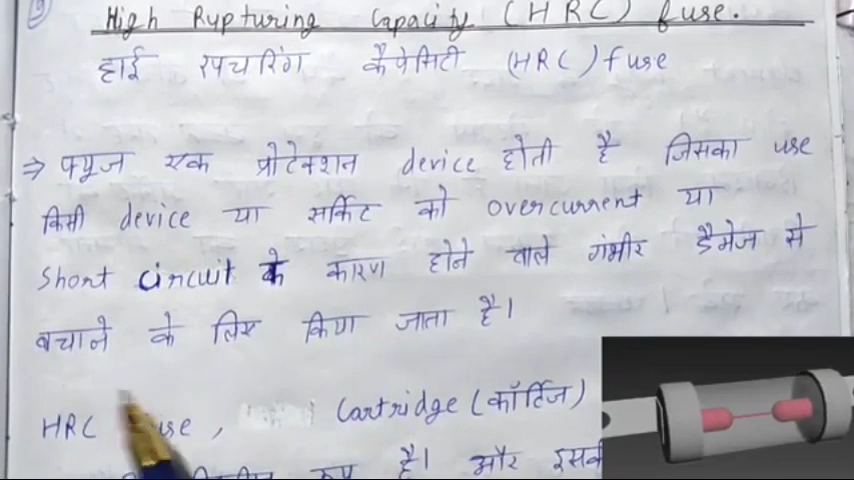 High Rupturing Capacity (HRC) fuse.
हाई रपचरिंग कैपेसिटी (HRC) fuse
⇒ फ्यूज एक प्रोटेक्शन device होती है जिसका use
किसी device या सर्किट को overcurrent या
Short circuit के कारण होने वाले गंभीर डैमेज से
बचाने के लिए किया जाता है।
HRC fuse, Cartridge (कॉर्टिज)
रूप है। और इसकी